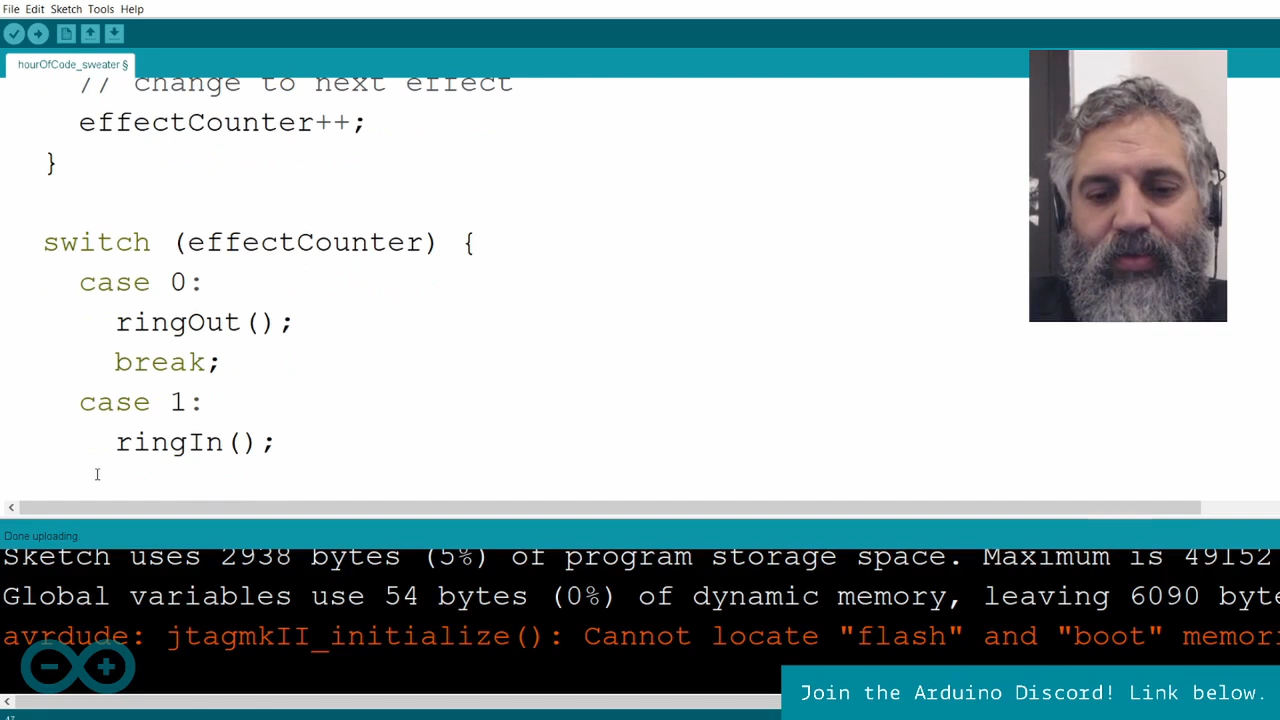 File Edit Sketch Tools Help
hourOfCode_sweater §
// change to next effect
effectCounter++;
}
switch (effectCounter) {
case 0:
ringOut();
break;
case 1:
ringIn();
Done uploading.
Sketch uses 2938 bytes (5%) of program storage space. Maximum is 49152
Global variables use 54 bytes (0%) of dynamic memory, leaving 6090 byte
avrdude: jtagmkII_initialize(): Cannot locate "flash" and "boot" memori
Join the Arduino Discord! Link below.